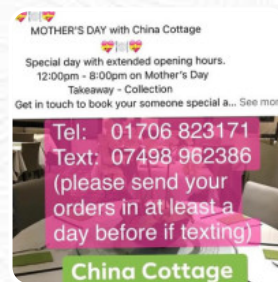 💝🍽💝
MOTHER'S DAY with China Cottage
💝🍽💝
Special day with extended opening hours.
12:00pm - 8:00pm on Mother's Day
Takeaway - Collection
Get in touch to book your someone special a... See mor
Tel: 01706 823171
Text: 07498 962386
(please send your
orders in at least a
day before if texting)
China Cottage